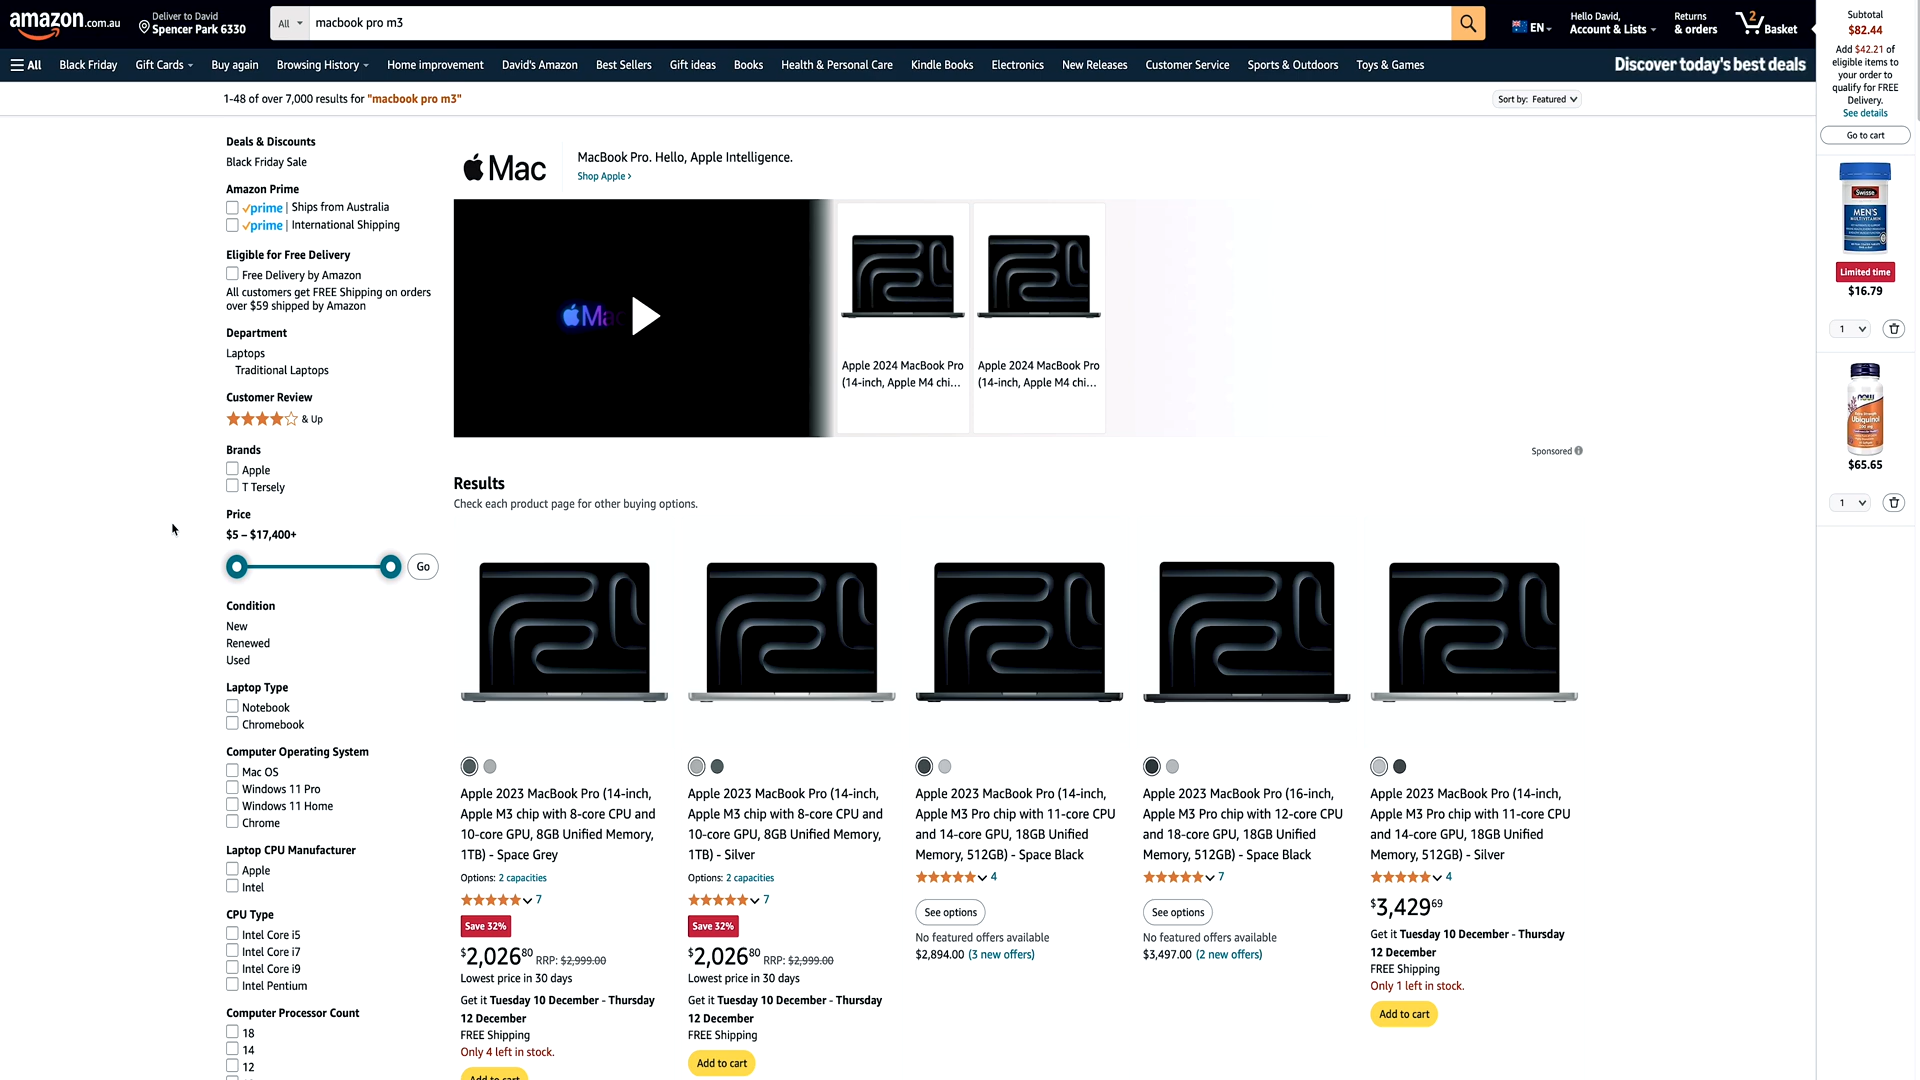 amazon.com.au
Deliver to David
Spencer Park 6330
All
macbook pro m3
EN
Hello David,
Account & Lists
Returns
& orders
2
Basket
All
Black Friday
Gift Cards
Buy again
Browsing History
Home improvement
David's Amazon
Best Sellers
Gift ideas
Books
Health & Personal Care
Kindle Books
Electronics
New Releases
Customer Service
Sports & Outdoors
Toys & Games
Discover today's best deals
1-48 of over 7,000 results for "macbook pro m3"
Sort by: Featured
Deals & Discounts
Black Friday Sale
Amazon Prime
prime | Ships from Australia
prime | International Shipping
Eligible for Free Delivery
Free Delivery by Amazon
All customers get FREE Shipping on orders
over $59 shipped by Amazon
Department
Laptops
Traditional Laptops
Customer Review
& Up
Brands
Apple
T Tersely
Price
$5 – $17,400+
Go
Condition
New
Renewed
Used
Laptop Type
Notebook
Chromebook
Computer Operating System
Mac OS
Windows 11 Pro
Windows 11 Home
Chrome
Laptop CPU Manufacturer
Apple
Intel
CPU Type
Intel Core i5
Intel Core i7
Intel Core i9
Intel Pentium
Computer Processor Count
18
14
12
Mac
MacBook Pro. Hello, Apple Intelligence.
Shop Apple ›
Mac
Apple 2024 MacBook Pro
(14-inch, Apple M4 chi...
Apple 2024 MacBook Pro
(14-inch, Apple M4 chi...
Sponsored
Results
Check each product page for other buying options.
Apple 2023 MacBook Pro (14-inch,
Apple M3 chip with 8-core CPU and
10-core GPU, 8GB Unified Memory,
1TB) - Space Grey
Options: 2 capacities
7
Save 32%
$2,026 80 RRP: $2,999.00
Lowest price in 30 days
Get it Tuesday 10 December - Thursday
12 December
FREE Shipping
Only 4 left in stock.
Add to cart
Apple 2023 MacBook Pro (14-inch,
Apple M3 chip with 8-core CPU and
10-core GPU, 8GB Unified Memory,
1TB) - Silver
Options: 2 capacities
7
Save 32%
$2,026 80 RRP: $2,999.00
Lowest price in 30 days
Get it Tuesday 10 December - Thursday
12 December
FREE Shipping
Add to cart
Apple 2023 MacBook Pro (14-inch,
Apple M3 Pro chip with 11-core CPU
and 14-core GPU, 18GB Unified
Memory, 512GB) - Space Black
4
See options
No featured offers available
$2,894.00 (3 new offers)
Apple 2023 MacBook Pro (16-inch,
Apple M3 Pro chip with 12-core CPU
and 18-core GPU, 18GB Unified
Memory, 512GB) - Space Black
7
See options
No featured offers available
$3,497.00 (2 new offers)
Apple 2023 MacBook Pro (14-inch,
Apple M3 Pro chip with 11-core CPU
and 14-core GPU, 18GB Unified
Memory, 512GB) - Silver
4
$3,429 69
Get it Tuesday 10 December - Thursday
12 December
FREE Shipping
Only 1 left in stock.
Add to cart
Subtotal
$82.44
Add $42.21 of
eligible items to
your order to
qualify for FREE
Delivery.
See details
Go to cart
Swisse
MEN'S
MULTIVITAMIN
Limited time
$16.79
1
NOW
Ubiquinol
$65.65
1